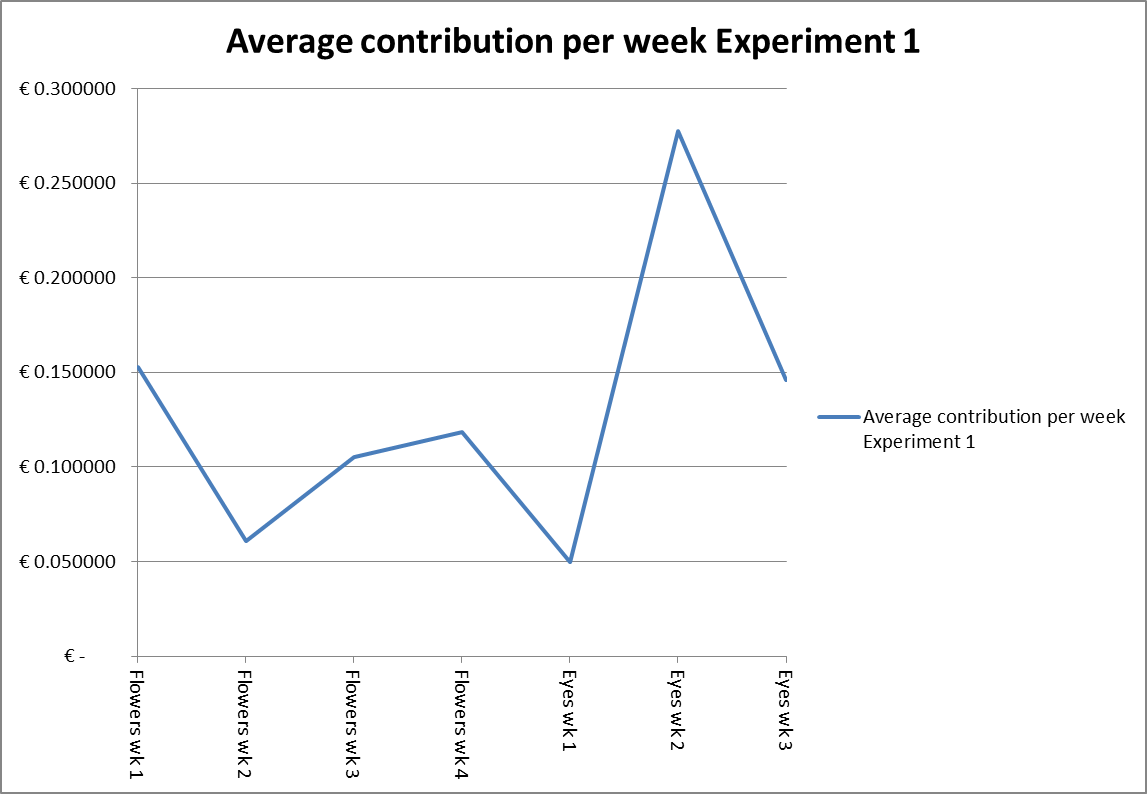 Average contribution per week Experiment 1
€ 0.300000
€ 0.250000
€ 0.200000
€ 0.150000
€ 0.100000
€ 0.050000
€ -
Flowers wk 1
Flowers wk 2
Flowers wk 3
Flowers wk 4
Eyes wk 1
Eyes wk 2
Eyes wk 3
Average contribution per week
Experiment 1